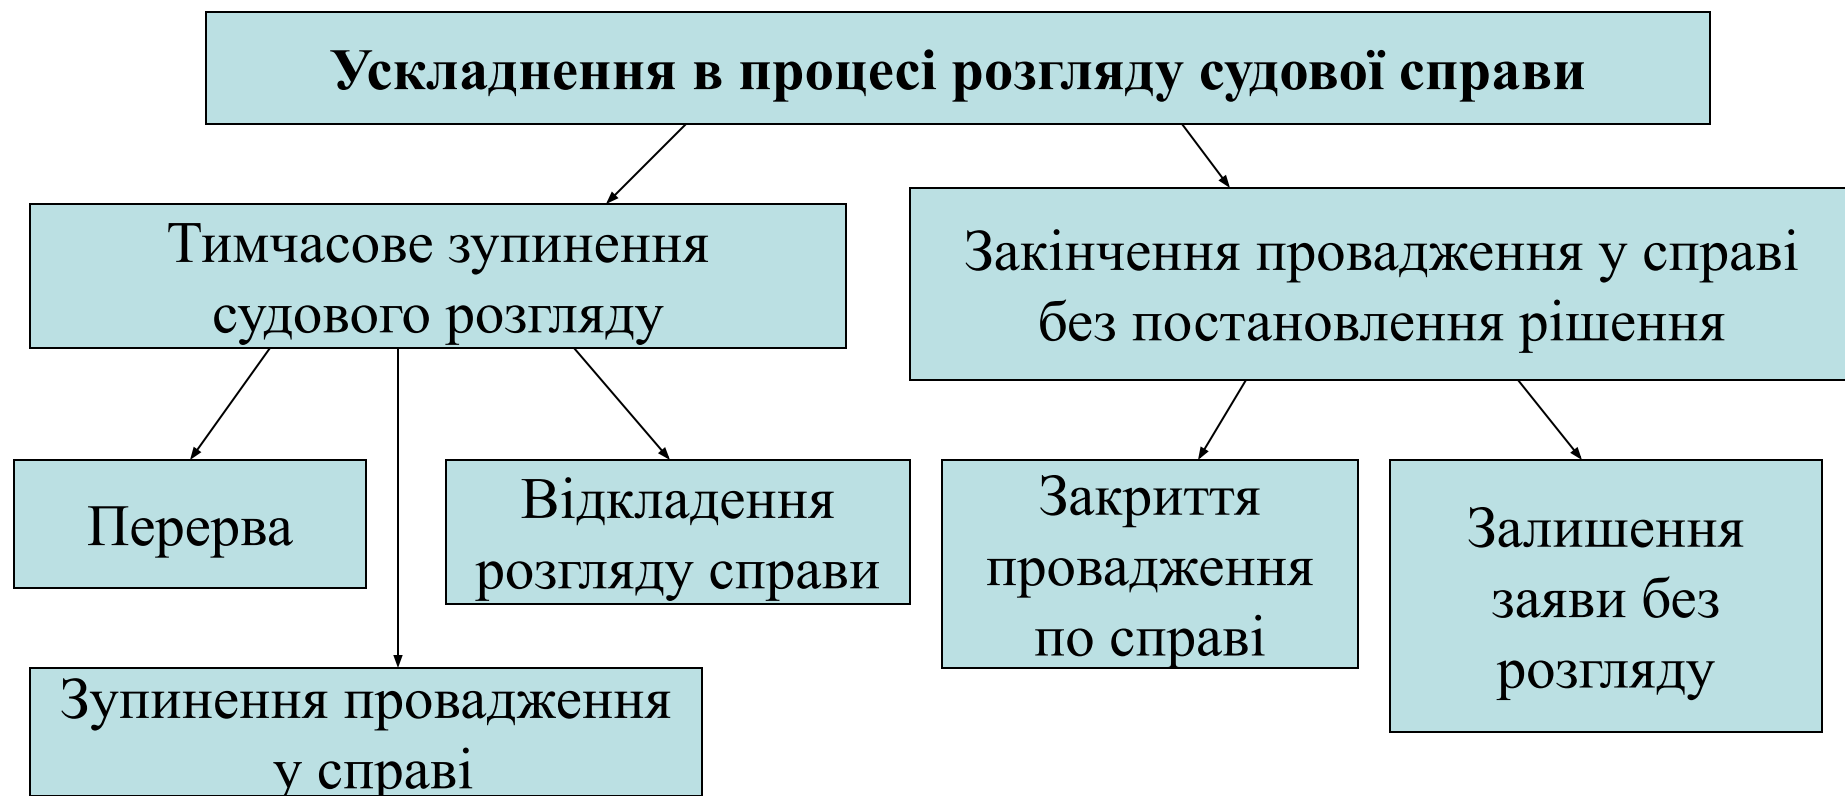 Ускладнення в процесі розгляду судової справи
Тимчасове зупинення
судового розгляду
Закінчення провадження у справі
без постановлення рішення
Перерва
Відкладення
розгляду справи
Закриття
провадження
по справі
Залишення
заяви без
розгляду
Зупинення провадження
у справі